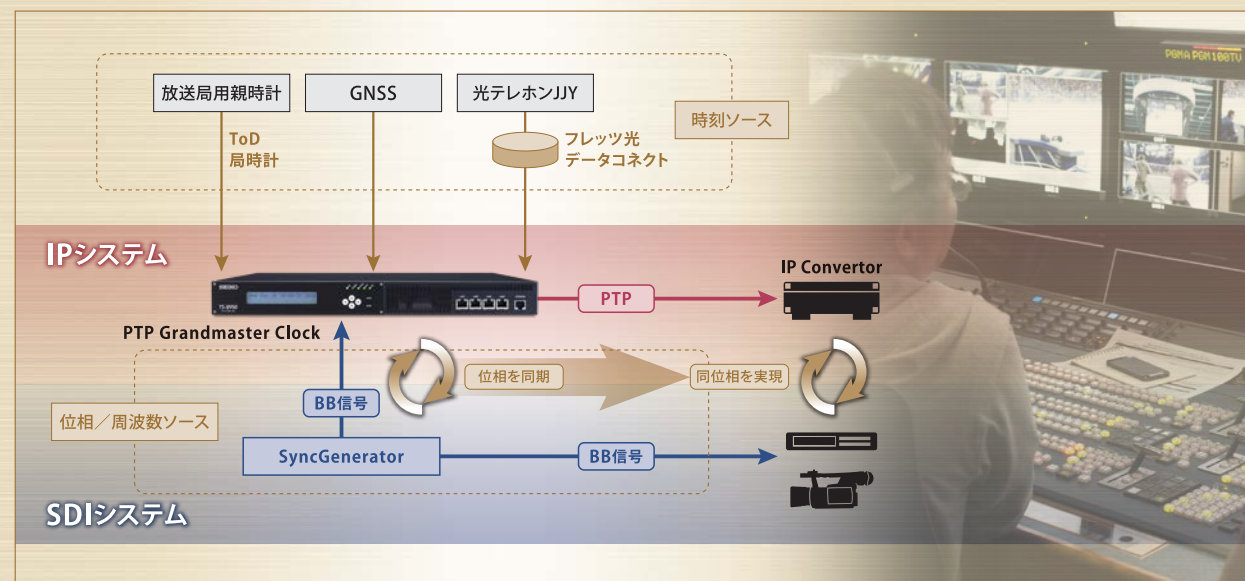 放送局用親時計
GNSS
光テレホンJJY
時刻ソース
ToD
局時計
フレッツ光
データコネクト
PGMA PGM100TV
IPシステム
SEIKO
IP Convertor
PTP
PTP Grandmaster Clock
位相を同期
同位相を実現
BB信号
位相／周波数ソース
SyncGenerator
BB信号
SDIシステム